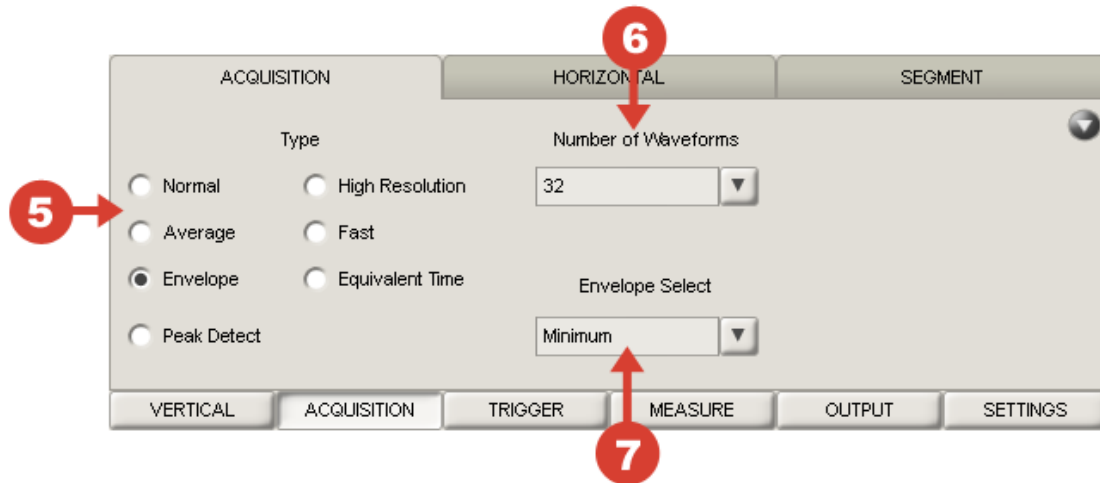 6
ACQUISITION HORIZONTAL SEGMENT
Type Number of Waveforms
Normal High Resolution 32
5
Average Fast
Envelope Equivalent Time Envelope Select
Peak Detect Minimum
VERTICAL ACQUISITION TRIGGER MEASURE OUTPUT SETTINGS
7